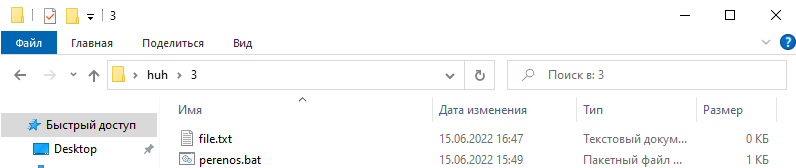 3
Файл Главная Поделиться Вид
huh › 3 Поиск в: 3
Имя Дата изменения Тип Размер
Быстрый доступ
file.txt 15.06.2022 16:47 Текстовый докум... 0 КБ
Desktop
perenos.bat 15.06.2022 15:49 Пакетный файл ... 1 КБ